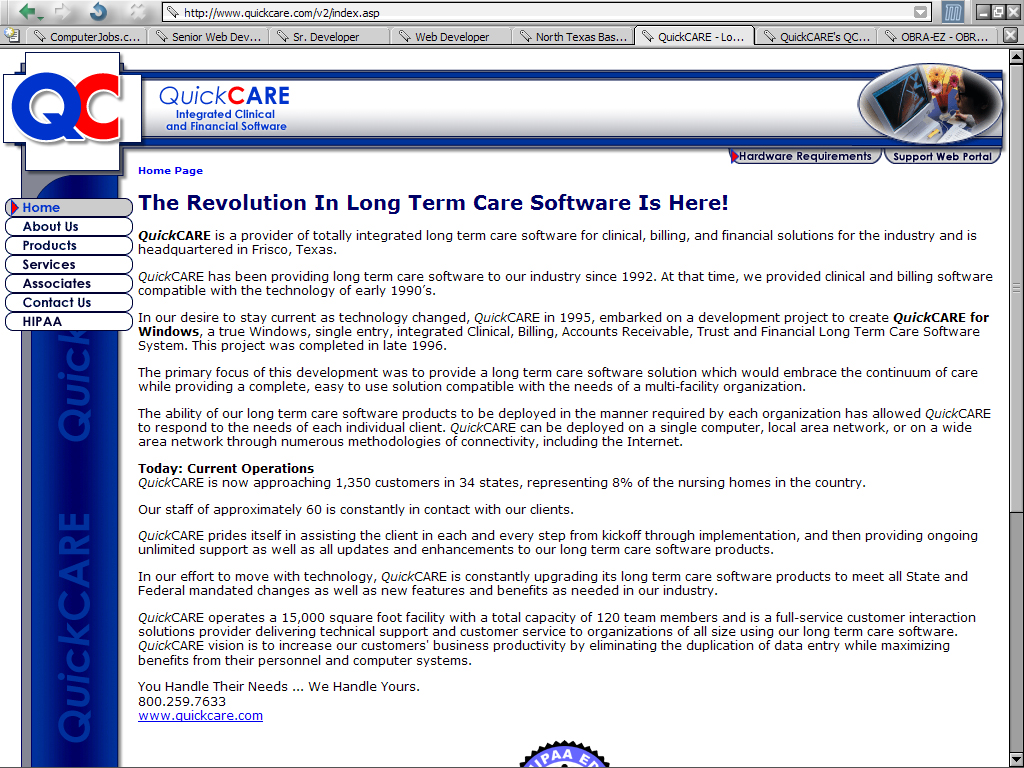 http://www.quickcare.com/v2/index.asp
ComputerJobs.c...
Senior Web Dev...
Sr. Developer
Web Developer
North Texas Bas...
QuickCARE - Lo...
QuickCARE's QC...
OBRA-EZ - OBR...
QC
QuickCARE
Integrated Clinical
and Financial Software
Hardware Requirements
Support Web Portal
Home Page
Home
About Us
Products
Services
Associates
Contact Us
HIPAA
QuickCARE
Quick
The Revolution In Long Term Care Software Is Here!
QuickCARE is a provider of totally integrated long term care software for clinical, billing, and financial solutions for the industry and is
headquartered in Frisco, Texas.
QuickCARE has been providing long term care software to our industry since 1992. At that time, we provided clinical and billing software
compatible with the technology of early 1990's.
In our desire to stay current as technology changed, QuickCARE in 1995, embarked on a development project to create QuickCARE for
Windows, a true Windows, single entry, integrated Clinical, Billing, Accounts Receivable, Trust and Financial Long Term Care Software
System. This project was completed in late 1996.
The primary focus of this development was to provide a long term care software solution which would embrace the continuum of care
while providing a complete, easy to use solution compatible with the needs of a multi-facility organization.
The ability of our long term care software products to be deployed in the manner required by each organization has allowed QuickCARE
to respond to the needs of each individual client. QuickCARE can be deployed on a single computer, local area network, or on a wide
area network through numerous methodologies of connectivity, including the Internet.
Today: Current Operations
QuickCARE is now approaching 1,350 customers in 34 states, representing 8% of the nursing homes in the country.
Our staff of approximately 60 is constantly in contact with our clients.
QuickCARE prides itself in assisting the client in each and every step from kickoff through implementation, and then providing ongoing
unlimited support as well as all updates and enhancements to our long term care software products.
In our effort to move with technology, QuickCARE is constantly upgrading its long term care software products to meet all State and
Federal mandated changes as well as new features and benefits as needed in our industry.
QuickCARE operates a 15,000 square foot facility with a total capacity of 120 team members and is a full-service customer interaction
solutions provider delivering technical support and customer service to organizations of all size using our long term care software.
QuickCARE vision is to increase our customers' business productivity by eliminating the duplication of data entry while maximizing
benefits from their personnel and computer systems.
You Handle Their Needs ... We Handle Yours.
800.259.7633
www.quickcare.com